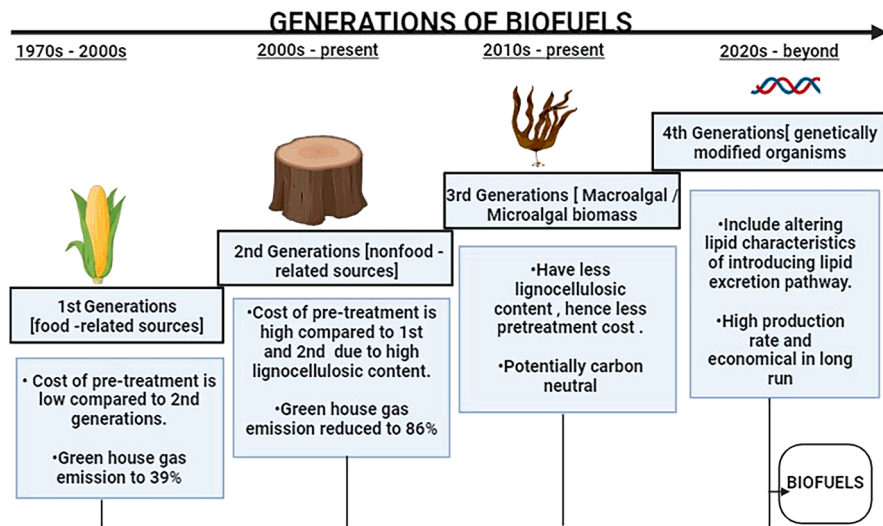 GENERATIONS OF BIOFUELS
1970s - 2000s
2000s - present
2010s - present
2020s - beyond
1st Generations
[food -related sources]
• Cost of pre-treatment is
low compared to 2nd
generations.
•Green house gas
emission to 39%
2nd Generations [nonfood -
related sources]
•Cost of pre-treatment is
high compared to 1st
and 2nd due to high
lignocellulosic content.
•Green house gas
emission reduced to 86%
3rd Generations [ Macroalgal /
Microalgal biomass
•Have less
lignocellulosic
content , hence less
pretreatment cost .
•Potentially carbon
neutral
4th Generations[ genetically
modified organisms
•Include altering
lipid characteristics
of introducing lipid
excretion pathway.
•High production
rate and
economical in long
run
BIOFUELS